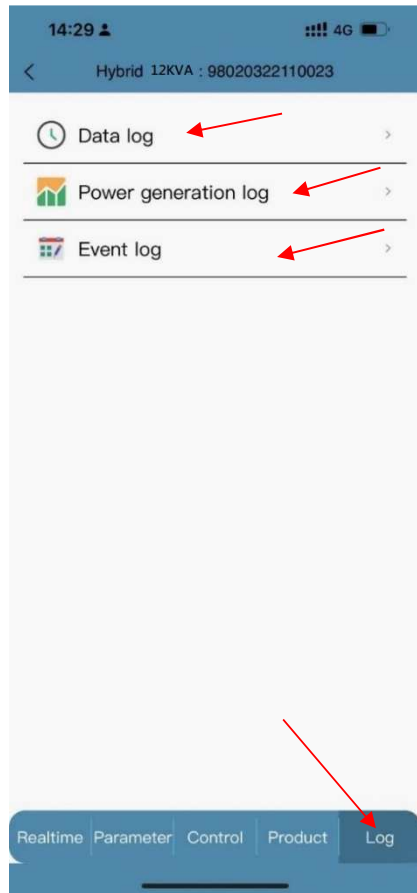 14:29 4G
Hybrid 12KVA : 98020322110023
Data log
Power generation log
Event log
Realtime Parameter Control Product Log